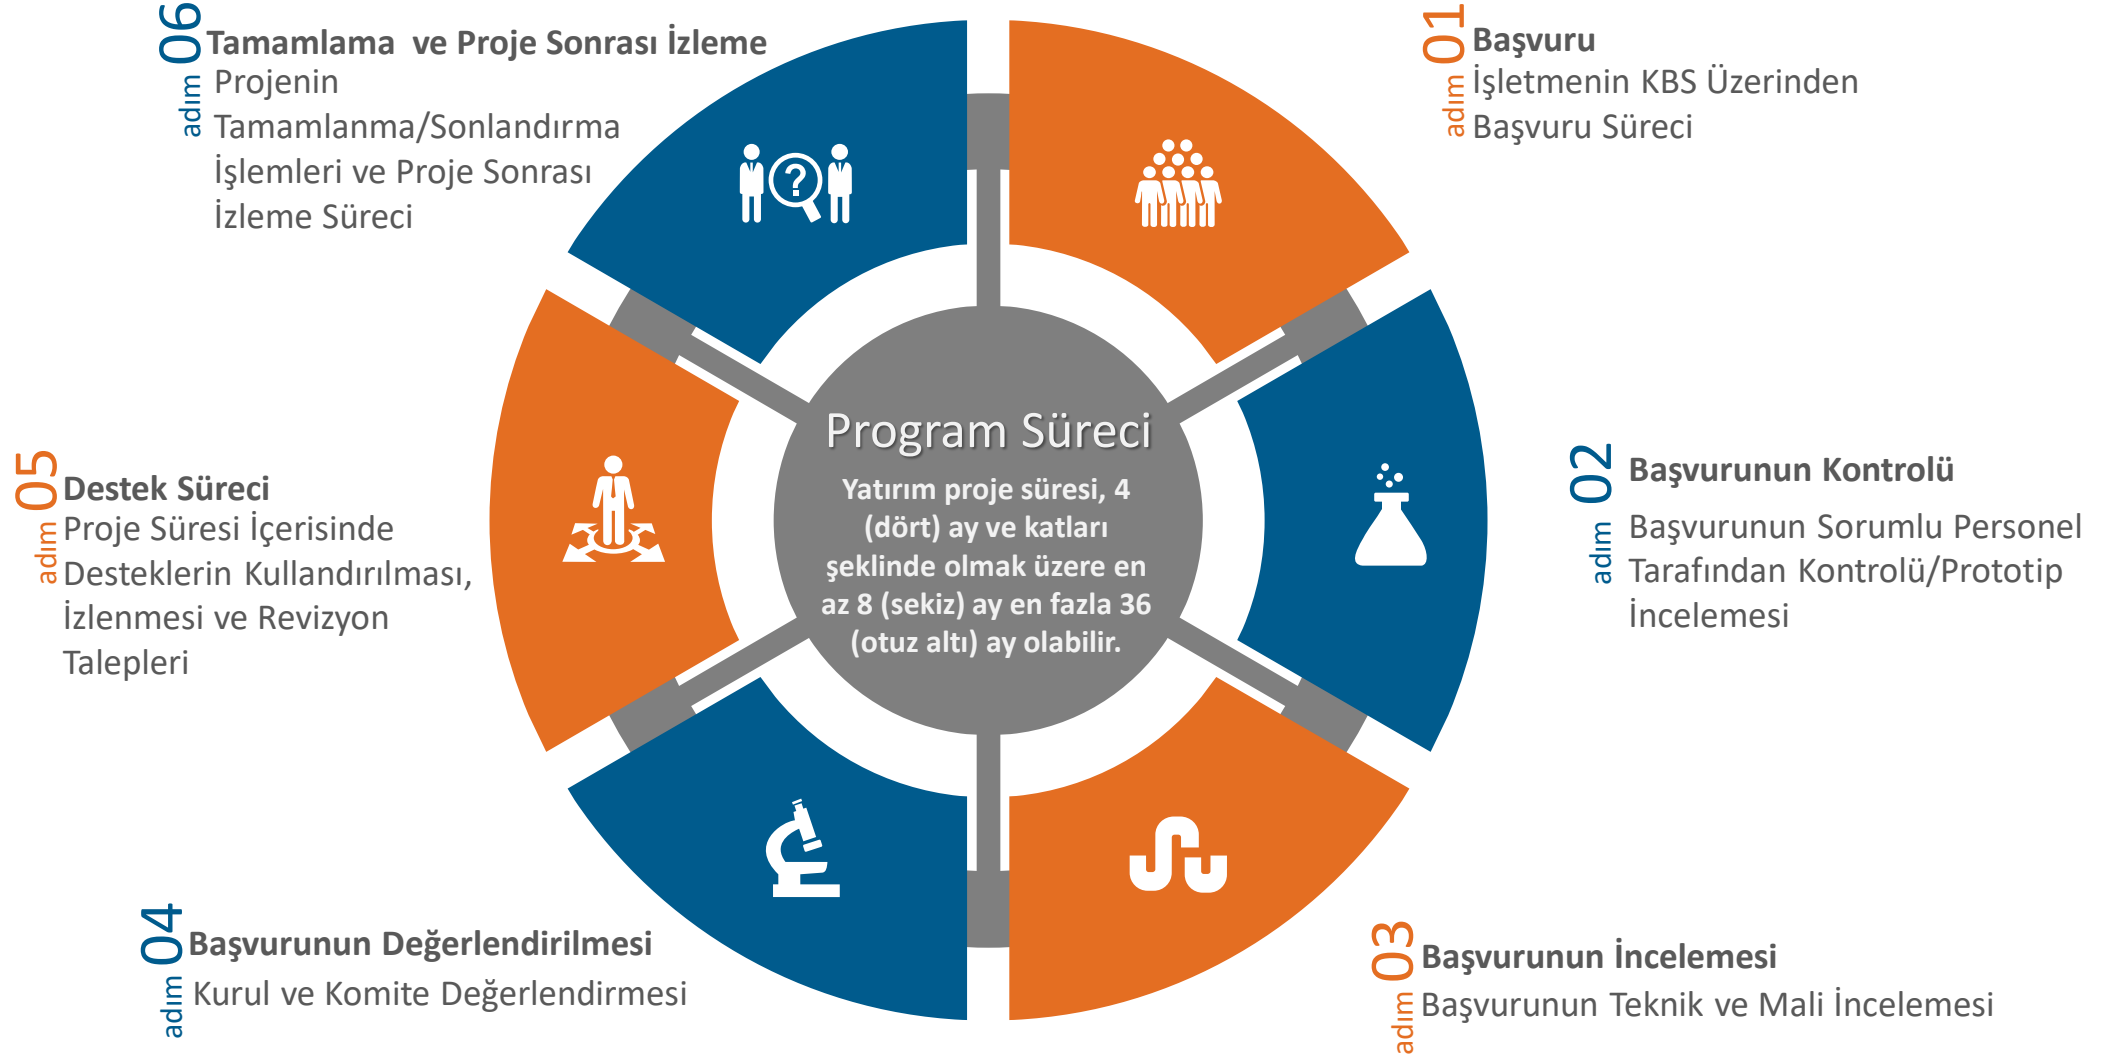 adım 01
Başvuru
İşletmenin KBS Üzerinden
Başvuru Süreci
adım 02
Başvurunun Kontrolü
Başvurunun Sorumlu Personel
Tarafından Kontrolü/Prototip
İncelemesi
adım 03
Başvurunun İncelemesi
Başvurunun Teknik ve Mali İncelemesi
adım 04
Başvurunun Değerlendirilmesi
Kurul ve Komite Değerlendirmesi
adım 05
Destek Süreci
Proje Süresi İçerisinde
Desteklerin Kullandırılması,
İzlenmesi ve Revizyon
Talepleri
adım 06
Tamamlama ve Proje Sonrası İzleme
Projenin
Tamamlanma/Sonlandırma
İşlemleri ve Proje Sonrası
İzleme Süreci
?
Program Süreci
Yatırım proje süresi, 4
(dört) ay ve katları
şeklinde olmak üzere en
az 8 (sekiz) ay en fazla 36
(otuz altı) ay olabilir.